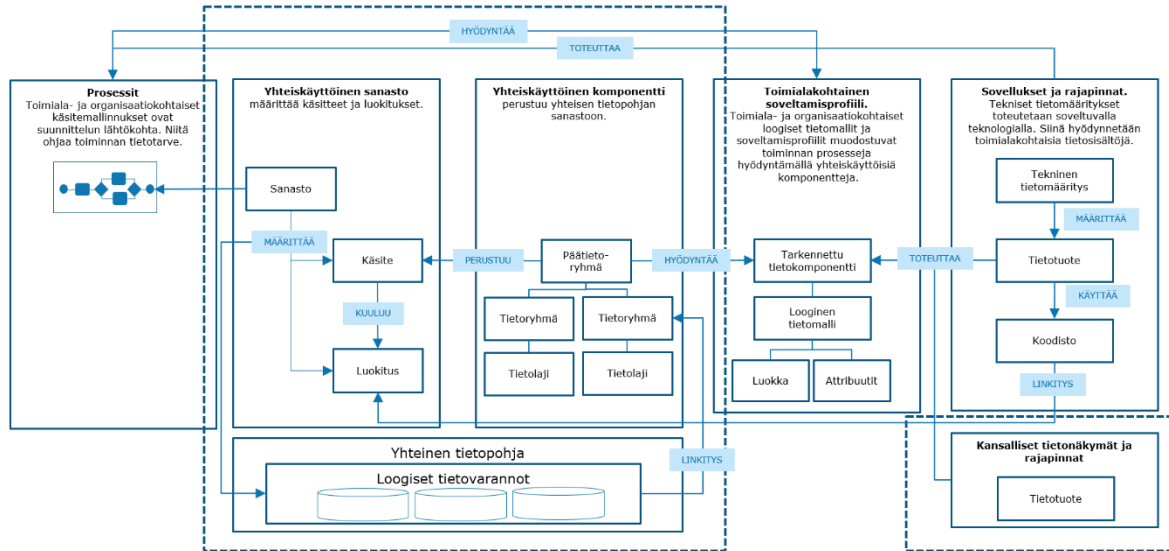 HYÖDYNTÄÄ
TOTEUTTAA
Prosessit
Toimiala- ja organisaatiokohtaiset
käsitemallinnukset ovat
suunnittelun lähtökohta. Niitä
ohjaa toiminnan tietotarve.
Yhteiskäyttöinen sanasto
määrittää käsitteet ja luokitukset.
Sanasto
MÄÄRITTÄÄ
Käsite
KUULUU
Luokitus
Yhteiskäyttöinen komponentti
perustuu yhteisen tietopohjan
sanastoon.
PERUSTUU
Päätieto-
ryhmä
HYÖDYNTÄÄ
Tietoryhmä
Tietoryhmä
Tietolaji
Tietolaji
Toimialakohtainen
soveltamisprofiili.
Toimiala- ja organisaatiokohtaiset
loogiset tietomallit ja
soveltamisprofiilit muodostuvat
toiminnan prosesseja
hyödyntämällä yhteiskäyttöisiä
komponentteja.
Tarkennettu
tietokomponentti
Looginen
tietomalli
Luokka
Attribuutit
TOTEUTTAA
Sovellukset ja rajapinnat.
Tekniset tietomääritykset
toteutetaan soveltuvalla
teknologialla. Siinä hyödynnetään
toimialakohtaisia tietosisältöjä.
Tekninen
tietomääritys
MÄÄRITTÄÄ
Tietotuote
KÄYTTÄÄ
Koodisto
LINKITYS
Yhteinen tietopohja
Loogiset tietovarannot
LINKITYS
Kansalliset tietonäkymät ja
rajapinnat
Tietotuote